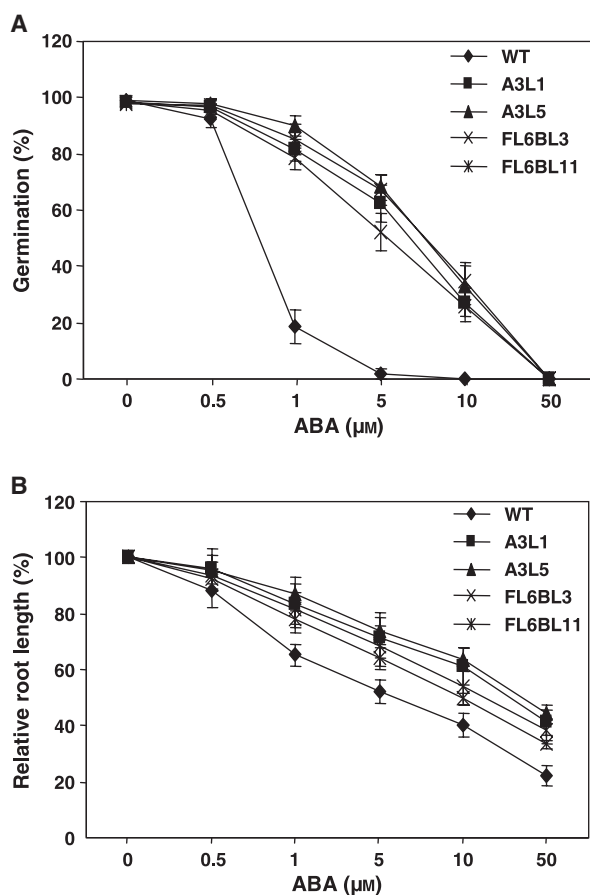 A
120
100
80
60
40
20
0
Germination (%)
WT
A3L1
A3L5
FL6BL3
FL6BL11
0 0.5 1 5 10 50
ABA (µM)
B
120
100
80
60
40
20
0
Relative root length (%)
WT
A3L1
A3L5
FL6BL3
FL6BL11
0 0.5 1 5 10 50
ABA (µM)